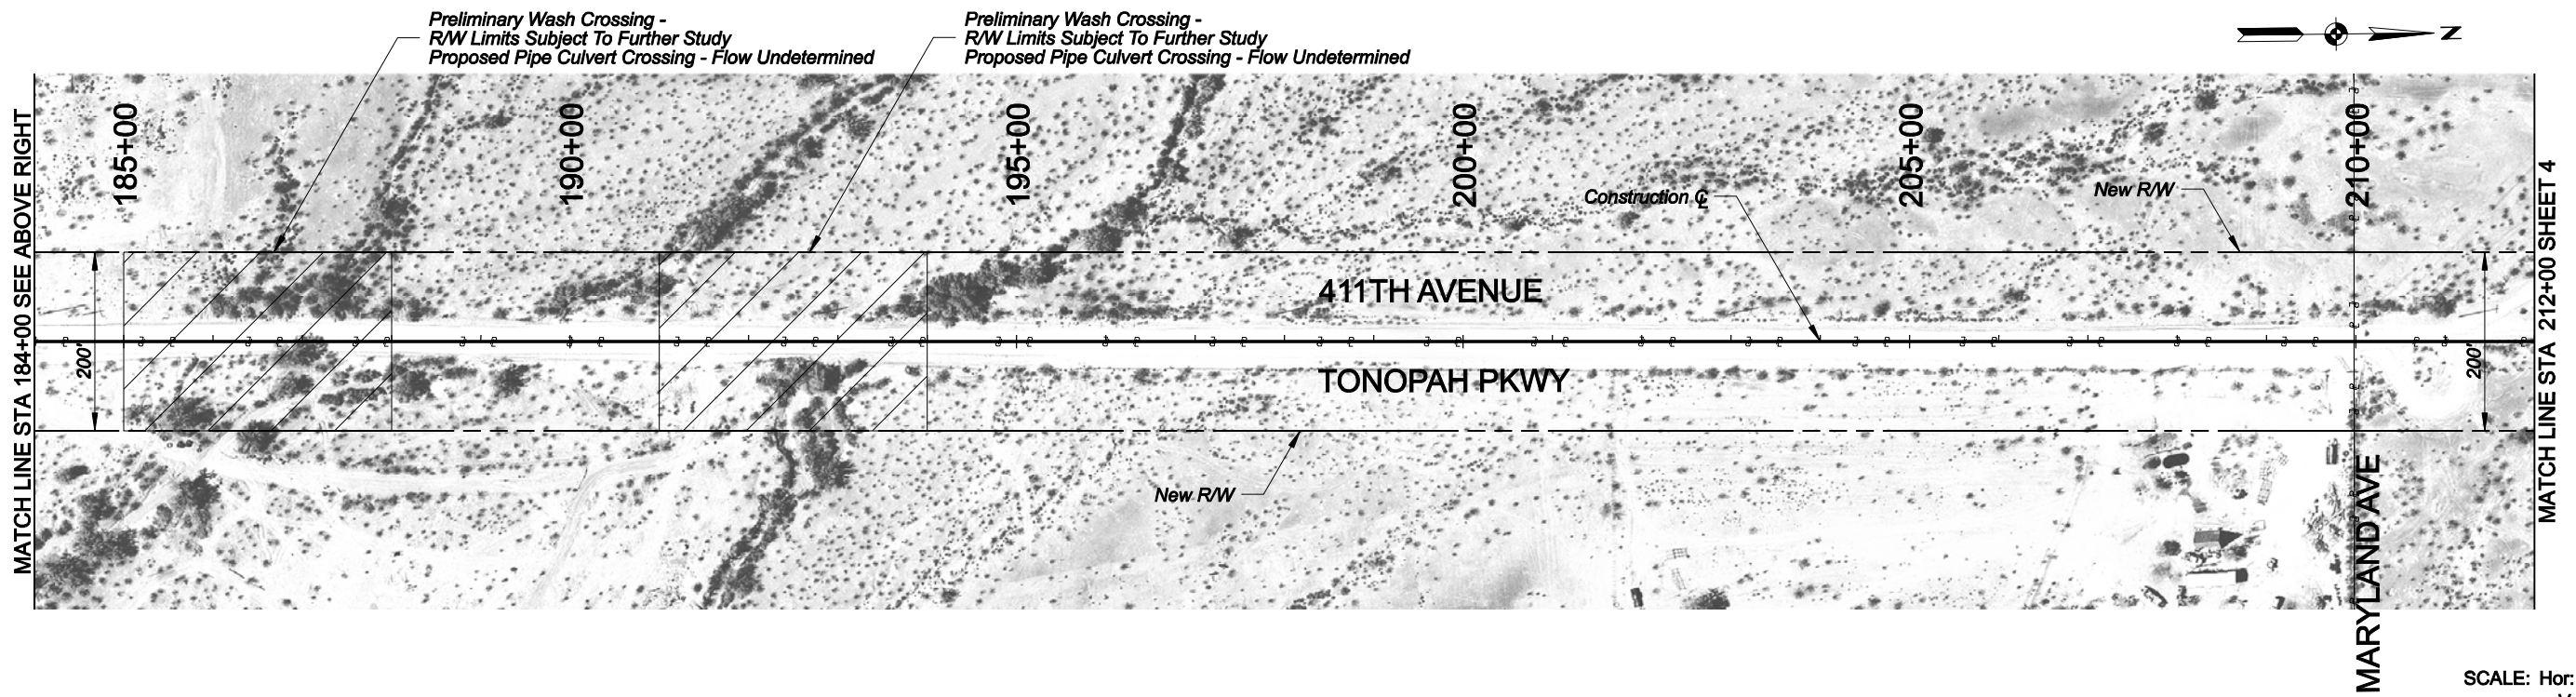 Preliminary Wash Crossing -
R/W Limits Subject To Further Study
Proposed Pipe Culvert Crossing - Flow Undetermined
Preliminary Wash Crossing -
R/W Limits Subject To Further Study
Proposed Pipe Culvert Crossing - Flow Undetermined
N
MATCH LINE STA 184+00 SEE ABOVE RIGHT
185+00
190+00
195+00
200+00
205+00
210+00
Construction ℄
New R/W
411TH AVENUE
TONOPAH PKWY
200'
200'
New R/W
MARYLAND AVE
MATCH LINE STA 212+00 SHEET 4
SCALE: Hor: